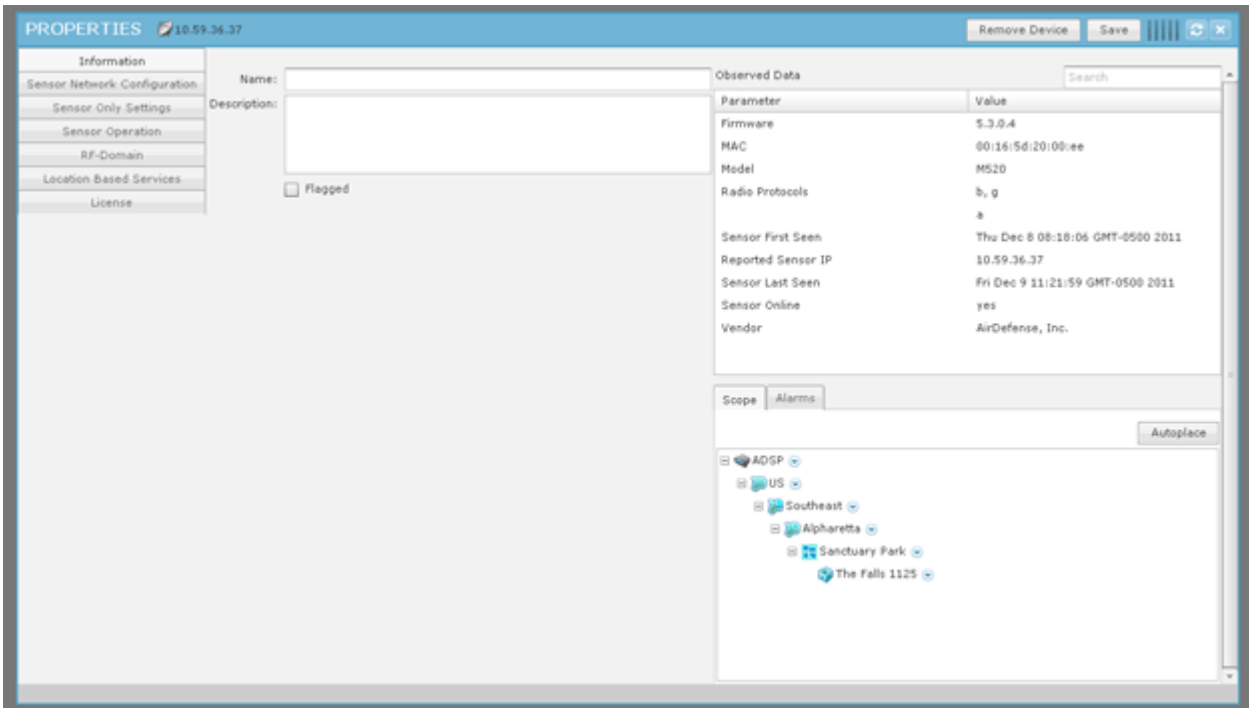 PROPERTIES 10.59.36.37 Remove Device Save
Information
Sensor Network Configuration
Sensor Only Settings
Sensor Operation
RF-Domain
Location Based Services
License
Name:
Description:
Flagged
Observed Data Search
Parameter Value
Firmware 5.3.0.4
MAC 00:16:5d:20:00:ee
Model M520
Radio Protocols b, g
a
Sensor First Seen Thu Dec 8 08:18:06 GMT-0500 2011
Reported Sensor IP 10.59.36.37
Sensor Last Seen Fri Dec 9 11:21:59 GMT-0500 2011
Sensor Online yes
Vendor AirDefense, Inc.
Scope Alarms
Autoplace
ADSP
US
Southeast
Alpharetta
Sanctuary Park
The Falls 1125